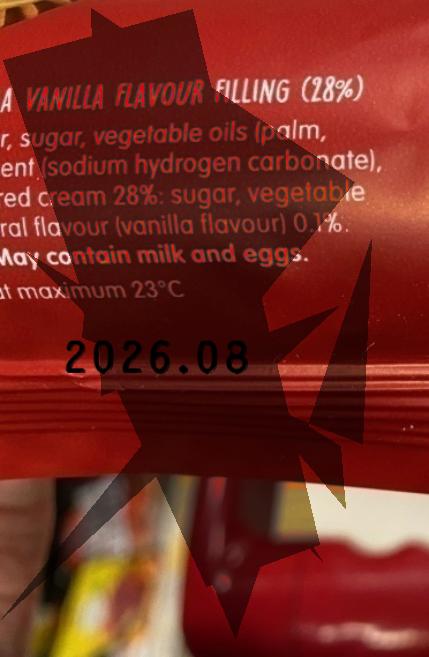 A VANILLA FLAVOUR FILLING (28%)
r, sugar, vegetable oils (palm,
ent (sodium hydrogen carbonate),
red cream 28%: sugar, vegetable
ral flavour (vanilla flavour) 0.1%.
May contain milk and eggs.
at maximum 23°C
2026.08